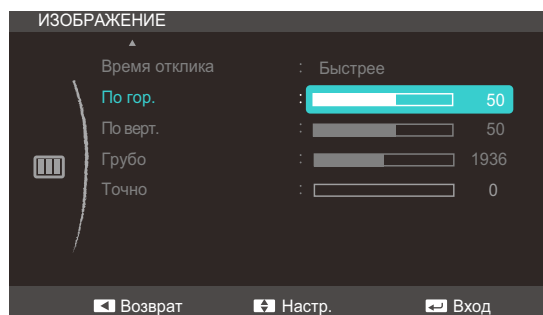 ИЗОБРАЖЕНИЕ
Время отклика : Быстрее
По гор. : 50
По верт. : 50
Грубо : 1936
Точно : 0
Возврат Настр. Вход